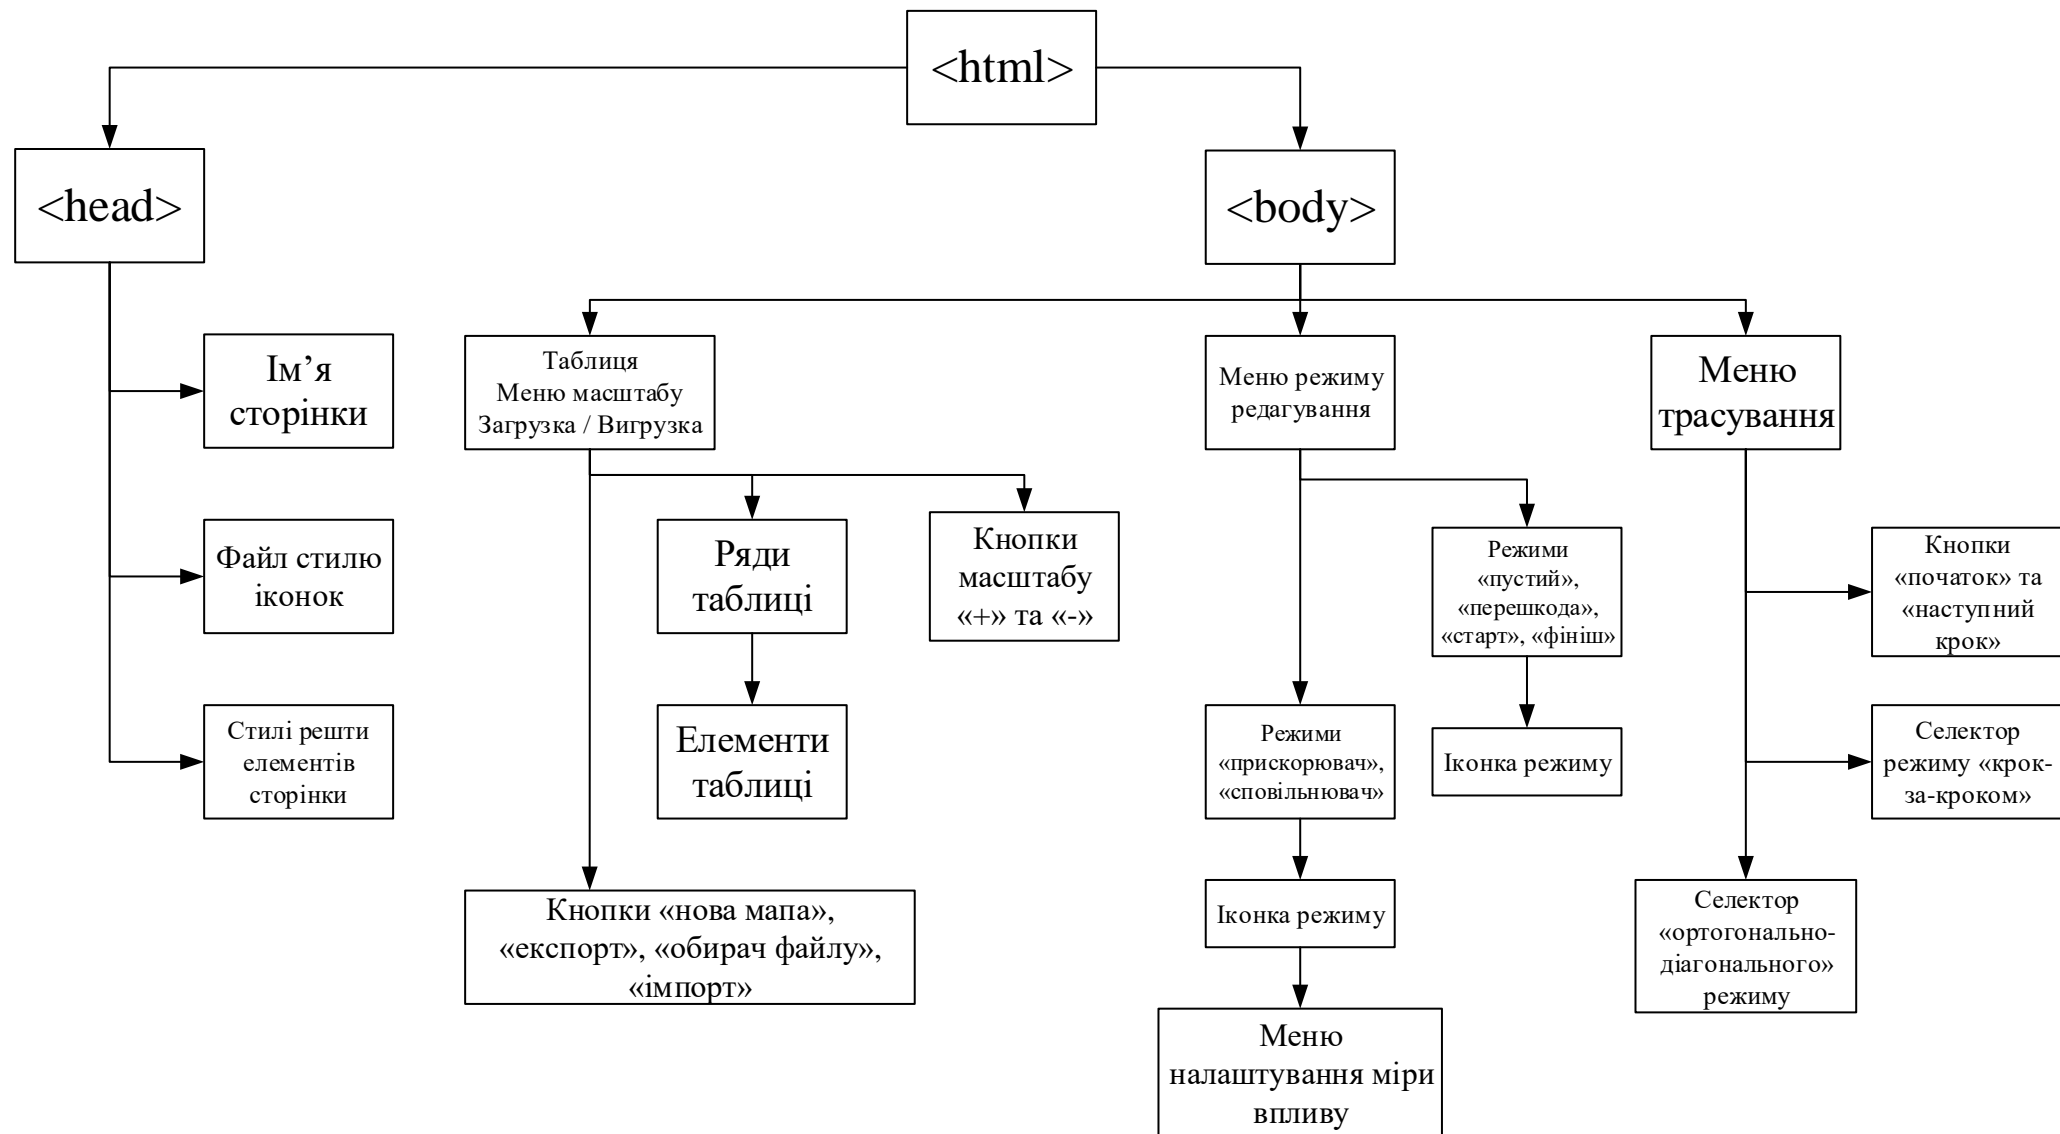 <html>
<head>
<body>
Ім’я
сторінки
Таблиця
Меню масштабу
Загрузка / Вигрузка
Меню режиму
редагування
Меню
трасування
Файл стилю
іконок
Ряди
таблиці
Кнопки
масштабу
«+» та «-»
Режими
«пустий»,
«перешкода»,
«старт», «фініш»
Кнопки
«початок» та
«наступний
крок»
Стилі решти
елементів
сторінки
Елементи
таблиці
Режими
«прискорювач»,
«сповільнювач»
Іконка режиму
Селектор
режиму «крок-
за-кроком»
Кнопки «нова мапа»,
«експорт», «обирач файлу»,
«імпорт»
Іконка режиму
Селектор
«ортогонально-
діагонального»
режиму
Меню
налаштування міри
впливу